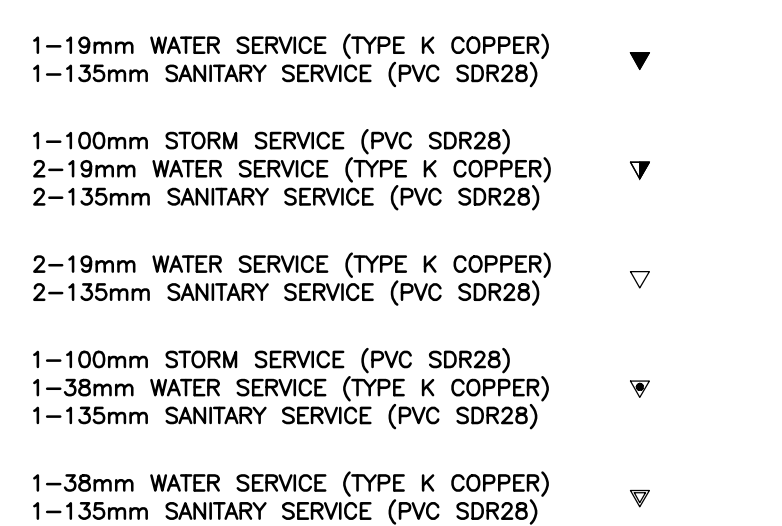 1-19mm WATER SERVICE (TYPE K COPPER)
1-135mm SANITARY SERVICE (PVC SDR28)
1-100mm STORM SERVICE (PVC SDR28)
2-19mm WATER SERVICE (TYPE K COPPER)
2-135mm SANITARY SERVICE (PVC SDR28)
2-19mm WATER SERVICE (TYPE K COPPER)
2-135mm SANITARY SERVICE (PVC SDR28)
1-100mm STORM SERVICE (PVC SDR28)
1-38mm WATER SERVICE (TYPE K COPPER)
1-135mm SANITARY SERVICE (PVC SDR28)
1-38mm WATER SERVICE (TYPE K COPPER)
1-135mm SANITARY SERVICE (PVC SDR28)